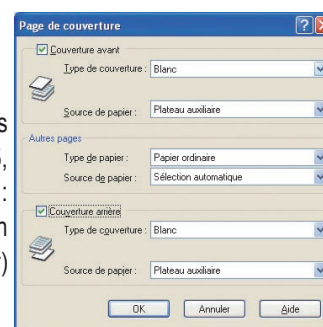 Page de couverture
Couverture avant
Type de couverture : Blanc
Source de papier : Plateau auxiliaire
Autres pages
Type de papier : Papier ordinaire
Source de papier : Sélection automatique
Couverture arrière
Type de couverture : Blanc
Source de papier : Plateau auxiliaire
OK Annuler Aide